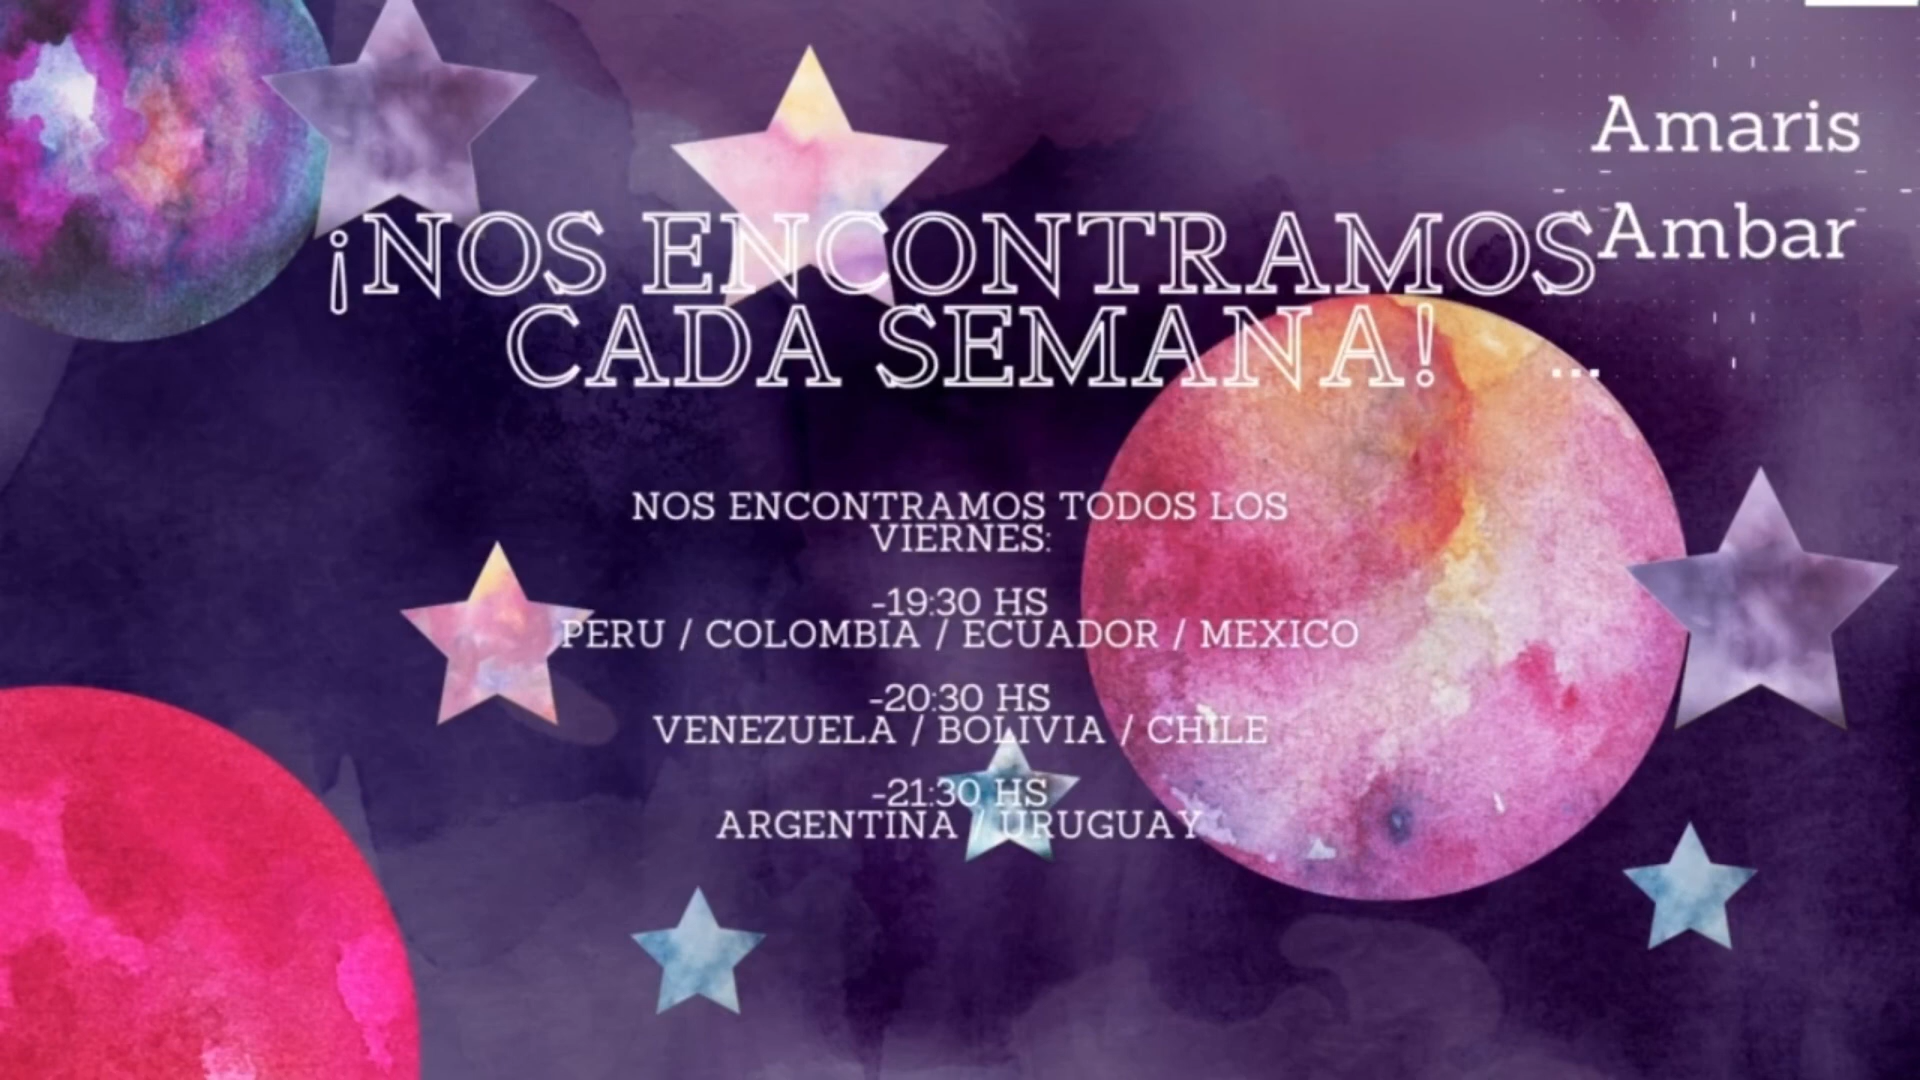 Amaris
Ambar
¡NOS ENCONTRAMOS
CADA SEMANA!
...
NOS ENCONTRAMOS TODOS LOS
VIERNES:
-19:30 HS
PERU / COLOMBIA / ECUADOR / MEXICO
-20:30 HS
VENEZUELA / BOLIVIA / CHILE
-21:30 HS
ARGENTINA / URUGUAY